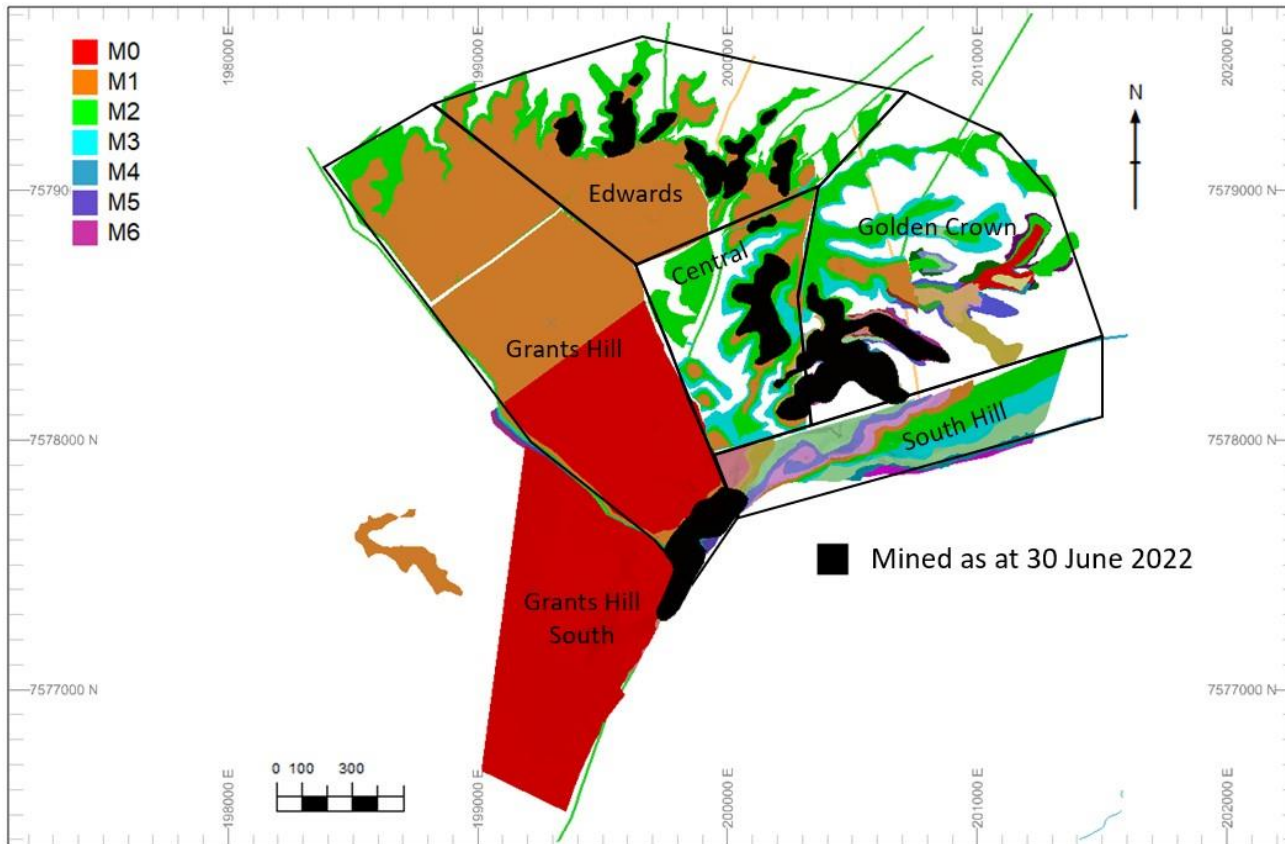 198000 E
199000 E
200000 E
201000 E
202000 E
M0
M1
M2
M3
M4
M5
M6
N
7579000 N
7579000 N
Edwards
Golden Crown
Central
Grants Hill
South Hill
7578000 N
7578000 N
Mined as at 30 June 2022
Grants Hill
South
7577000 N
7577000 N
0 100 300
198000 E
199000 E
200000 E
201000 E
202000 E